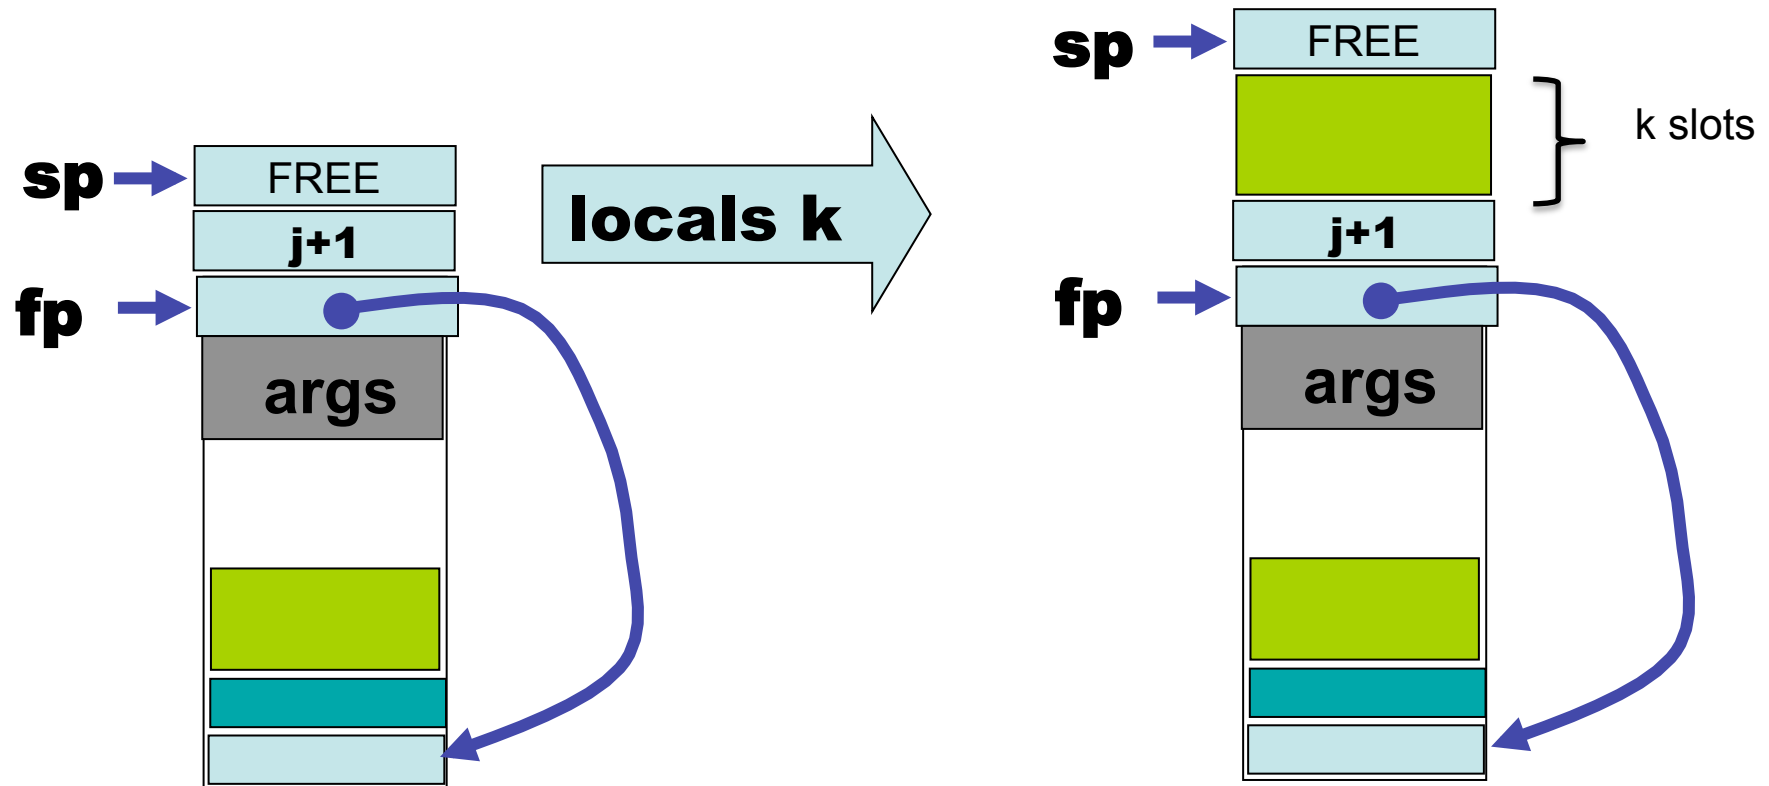 sp
FREE
j+1
fp
args
locals k
sp
FREE
k slots
j+1
fp
args